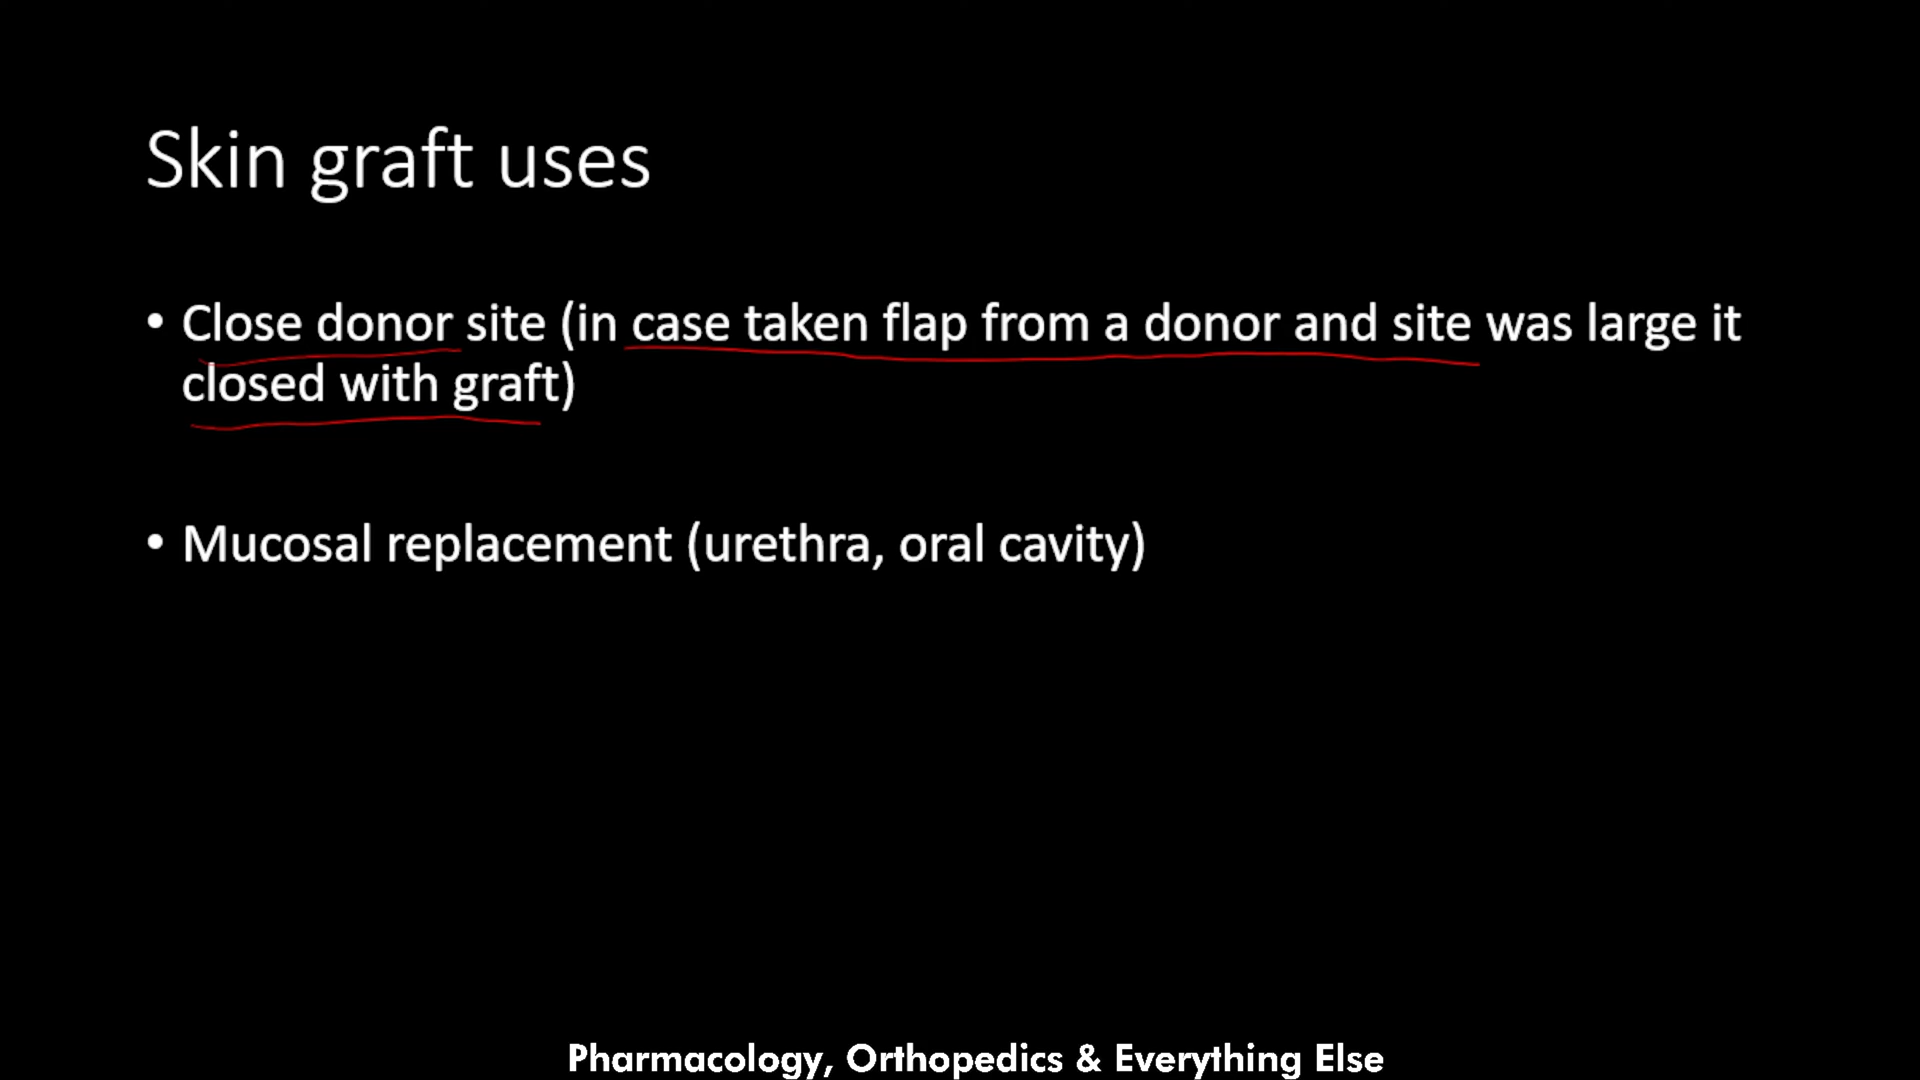 Skin graft uses
• Close donor site (in case taken flap from a donor and site was large it
closed with graft)
• Mucosal replacement (urethra, oral cavity)
Pharmacology, Orthopedics & Everything Else